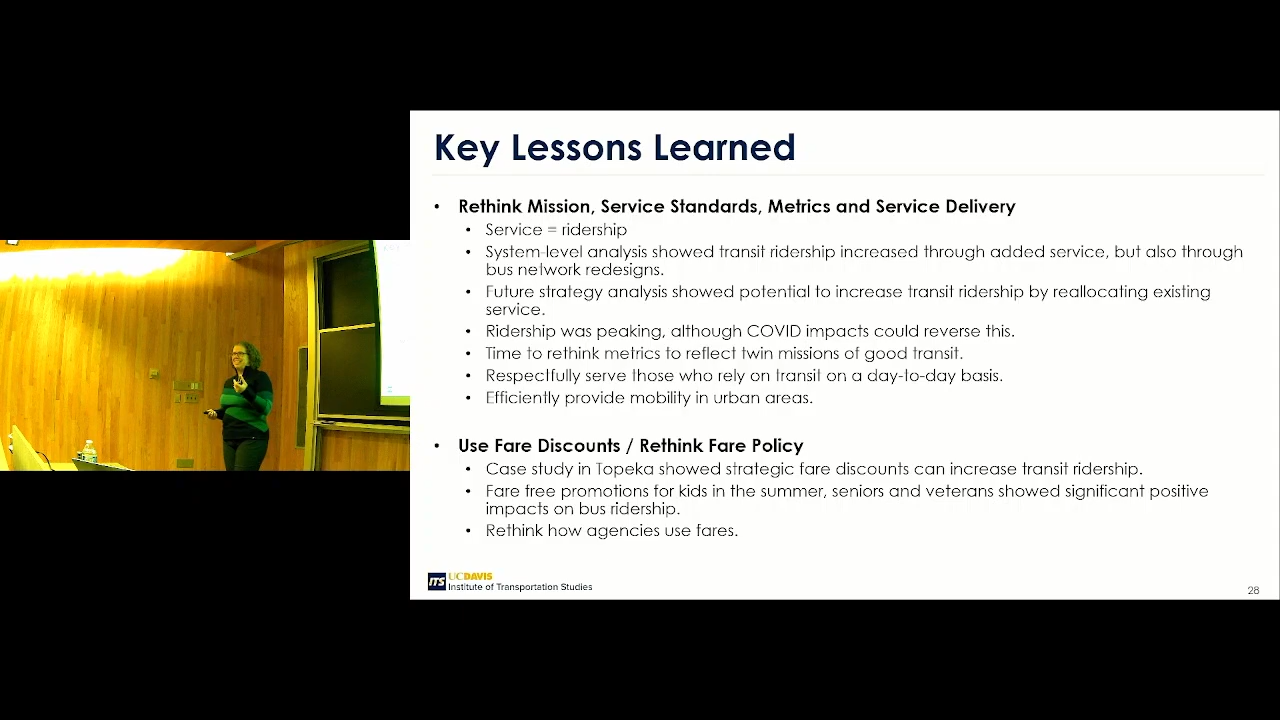 Key Lessons Learned
• Rethink Mission, Service Standards, Metrics and Service Delivery
• Service = ridership
• System-level analysis showed transit ridership increased through added service, but also through
bus network redesigns.
• Future strategy analysis showed potential to increase transit ridership by reallocating existing
service.
• Ridership was peaking, although COVID impacts could reverse this.
• Time to rethink metrics to reflect twin missions of good transit.
• Respectfully serve those who rely on transit on a day-to-day basis.
• Efficiently provide mobility in urban areas.
• Use Fare Discounts / Rethink Fare Policy
• Case study in Topeka showed strategic fare discounts can increase transit ridership.
• Fare free promotions for kids in the summer, seniors and veterans showed significant positive
impacts on bus ridership.
• Rethink how agencies use fares.
ITS UCDAVIS
Institute of Transportation Studies
28